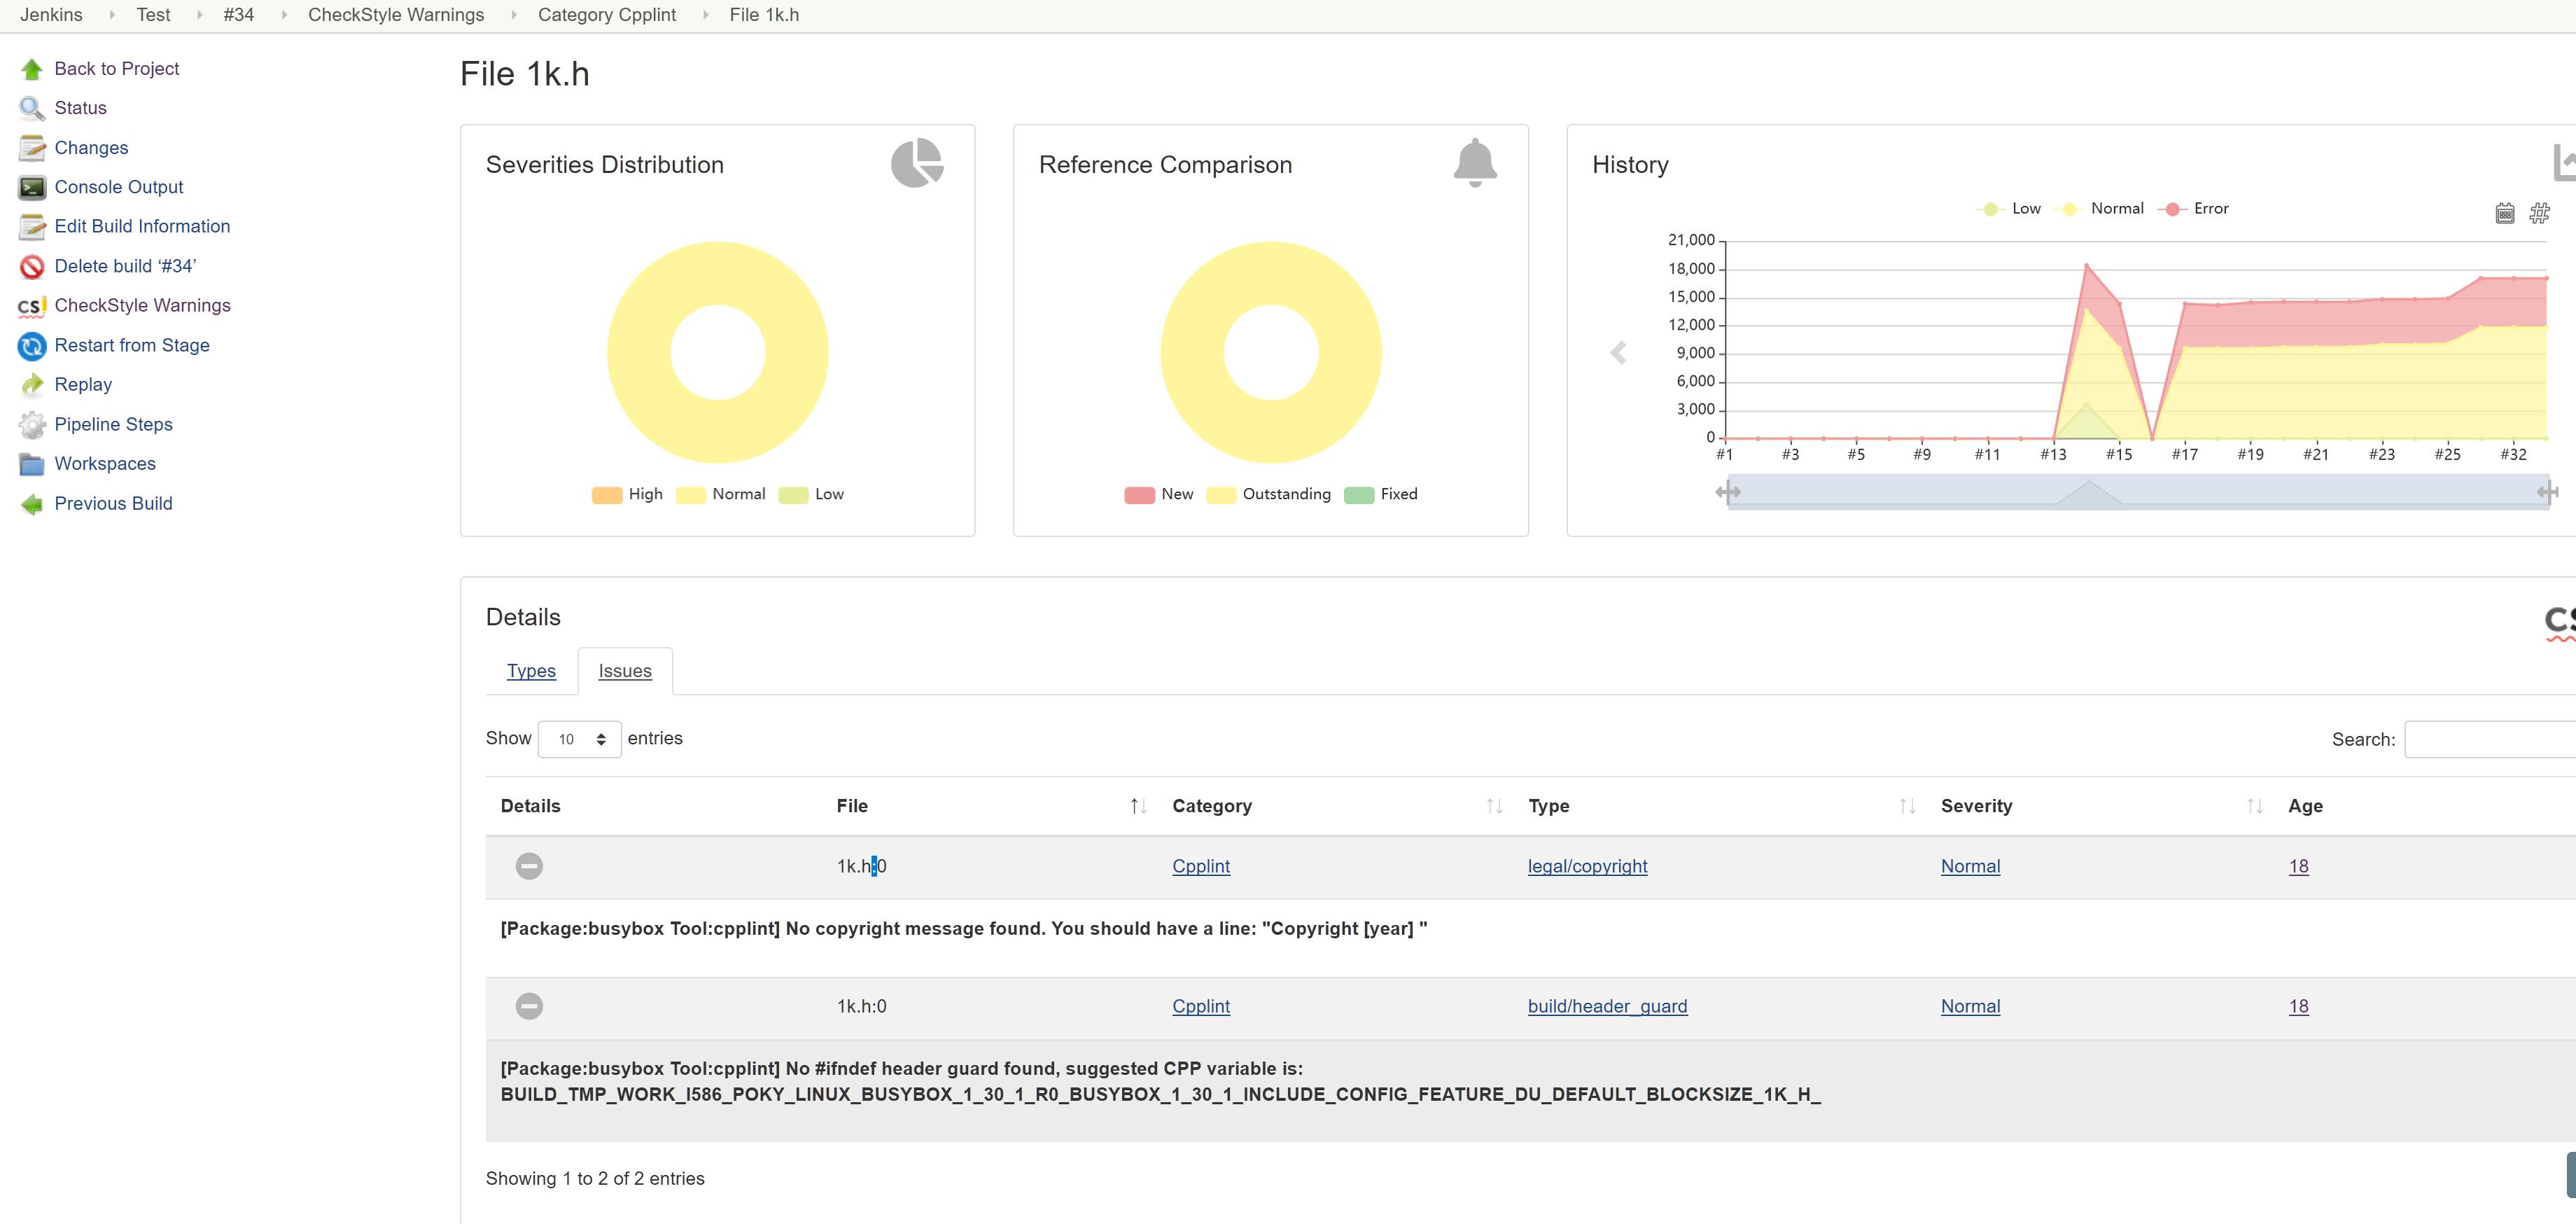 Jenkins Test #34 CheckStyle Warnings Category Cpplint File 1k.h
Back to Project
Status
Changes
Console Output
Edit Build Information
Delete build ‘#34’
CheckStyle Warnings
Restart from Stage
Replay
Pipeline Steps
Workspaces
Previous Build
File 1k.h
Severities Distribution
High Normal Low
Reference Comparison
New Outstanding Fixed
History
Low Normal Error
21,000
18,000
15,000
12,000
9,000
6,000
3,000
0
#1 #3 #5 #9 #11 #13 #15 #17 #19 #21 #23 #25 #32
Details
Types Issues
Show 10 entries
Search:
Details File Category Type Severity Age
1k.h:0 Cpplint legal/copyright Normal 18
[Package:busybox Tool:cpplint] No copyright message found. You should have a line: "Copyright [year] "
1k.h:0 Cpplint build/header_guard Normal 18
[Package:busybox Tool:cpplint] No #ifndef header guard found, suggested CPP variable is:
BUILD_TMP_WORK_I586_POKY_LINUX_BUSYBOX_1_30_1_R0_BUSYBOX_1_30_1_INCLUDE_CONFIG_FEATURE_DU_DEFAULT_BLOCKSIZE_1K_H_
Showing 1 to 2 of 2 entries